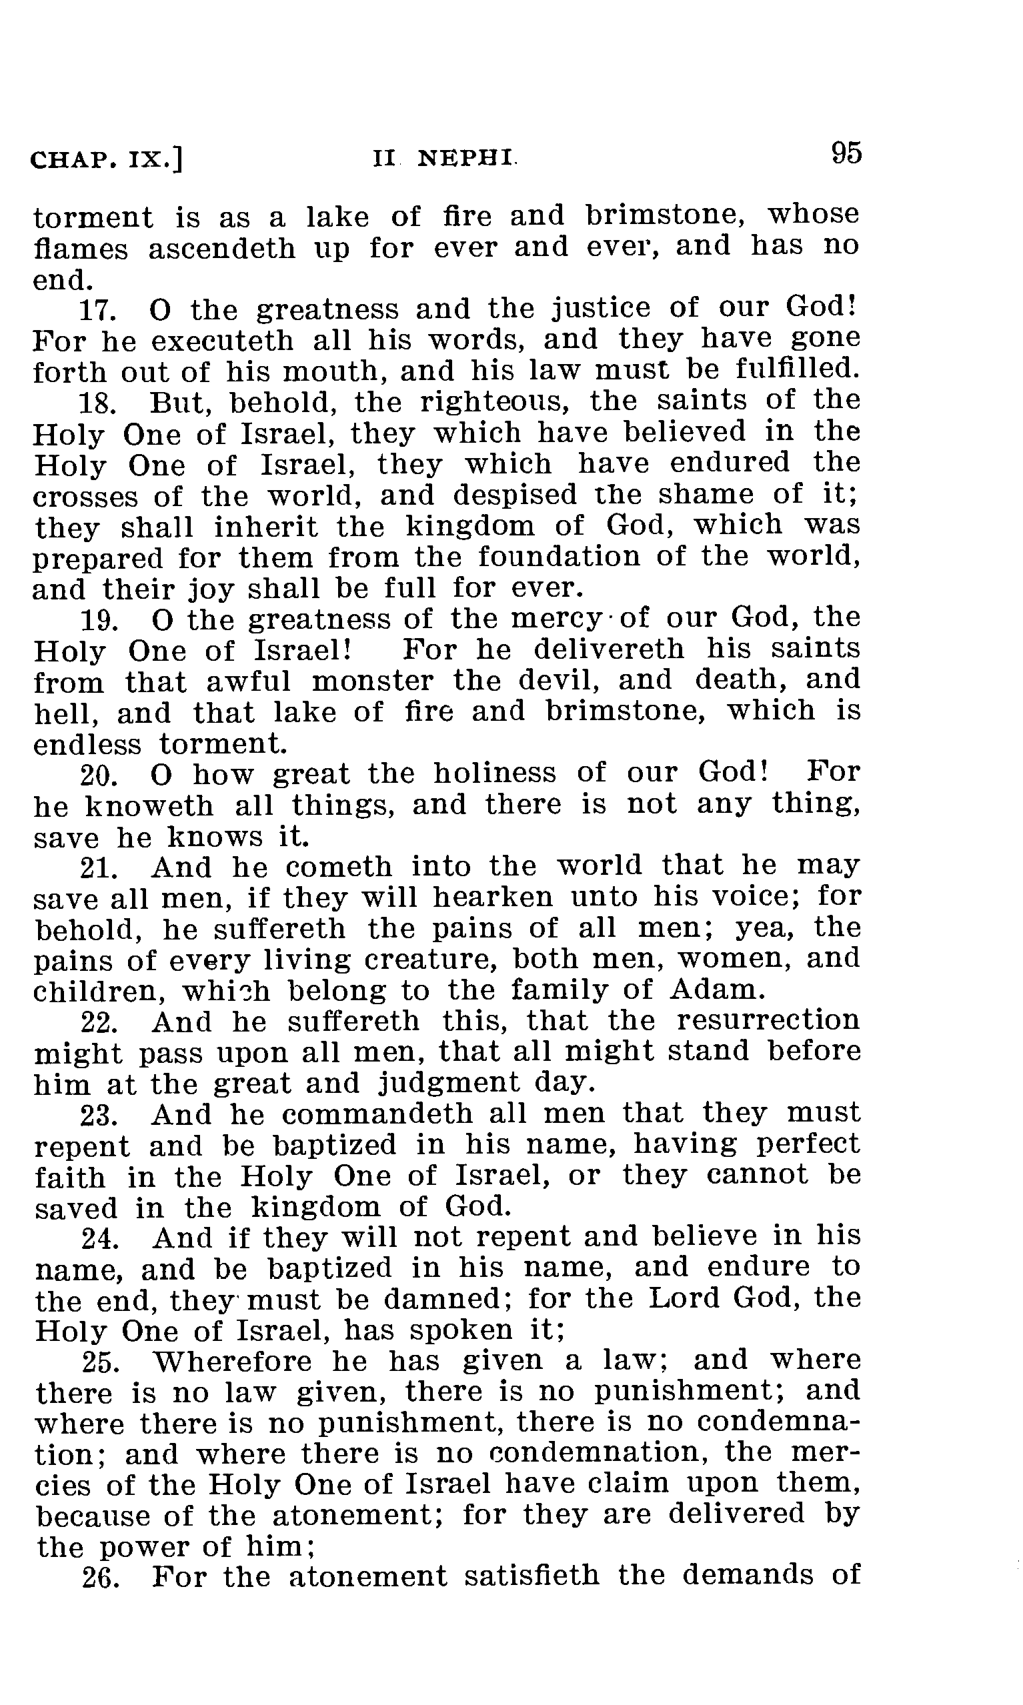 CHAP. IX.] II NEPHI. 95
torment is as a lake of fire and brimstone, whose
flames ascendeth up for ever and ever, and has no
end.
17. O the greatness and the justice of our God!
For he executeth all his words, and they have gone
forth out of his mouth, and his law must be fulfilled.
18. But, behold, the righteous, the saints of the
Holy One of Israel, they which have believed in the
Holy One of Israel, they which have endured the
crosses of the world, and despised the shame of it;
they shall inherit the kingdom of God, which was
prepared for them from the foundation of the world,
and their joy shall be full for ever.
19. O the greatness of the mercy of our God, the
Holy One of Israel! For he delivereth his saints
from that awful monster the devil, and death, and
hell, and that lake of fire and brimstone, which is
endless torment.
20. O how great the holiness of our God! For
he knoweth all things, and there is not any thing,
save he knows it.
21. And he cometh into the world that he may
save all men, if they will hearken unto his voice; for
behold, he suffereth the pains of all men; yea, the
pains of every living creature, both men, women, and
children, which belong to the family of Adam.
22. And he suffereth this, that the resurrection
might pass upon all men, that all might stand before
him at the great and judgment day.
23. And he commandeth all men that they must
repent and be baptized in his name, having perfect
faith in the Holy One of Israel, or they cannot be
saved in the kingdom of God.
24. And if they will not repent and believe in his
name, and be baptized in his name, and endure to
the end, they must be damned; for the Lord God, the
Holy One of Israel, has spoken it;
25. Wherefore he has given a law; and where
there is no law given, there is no punishment; and
where there is no punishment, there is no condemna-
tion; and where there is no condemnation, the mer-
cies of the Holy One of Israel have claim upon them,
because of the atonement; for they are delivered by
the power of him;
26. For the atonement satisfieth the demands of